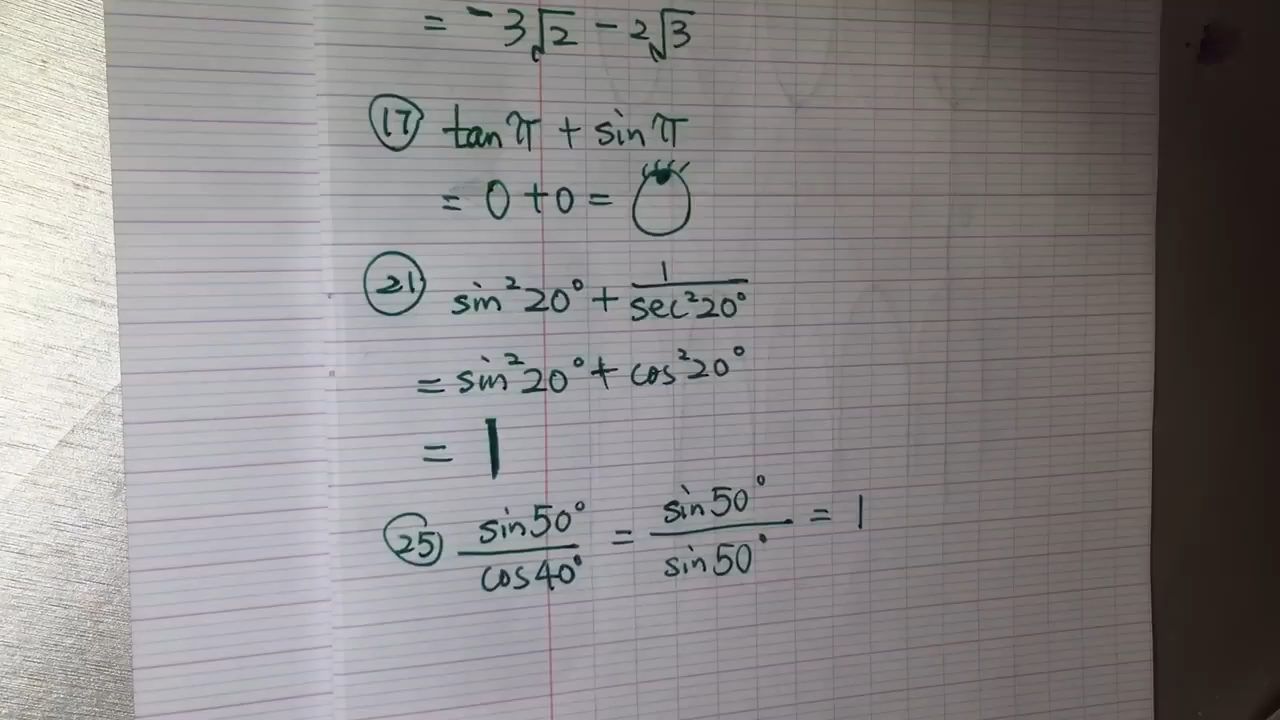 = -3√2 - 2√3
(17) tan π + sin π
= 0 + 0 = 0
(21) sin²20° + 1/sec²20°
= sin²20° + cos²20°
= 1
(25) sin50°/cos40° = sin50°/sin50° = 1